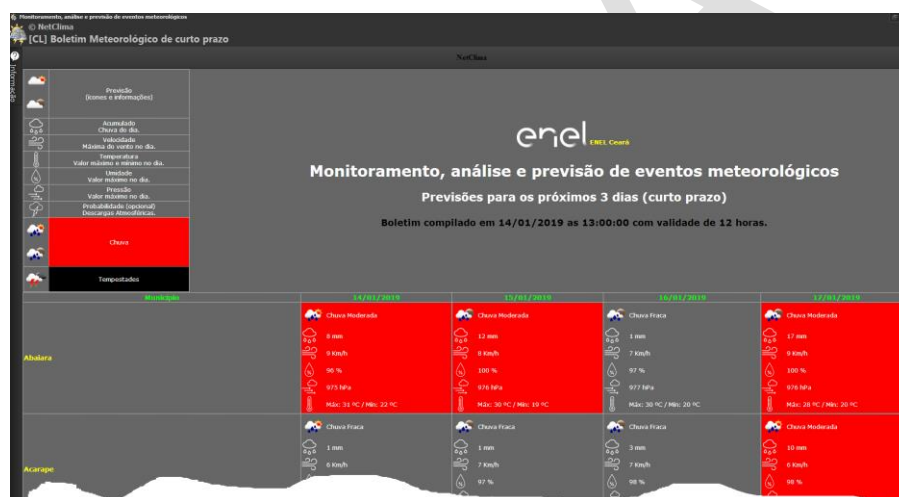 Monitoramento, análise e previsão de eventos meteorológicos
© NetClima
[CL] Boletim Meteorológico de curto prazo
Informação
NetClima
Previsão
(ícones e informações)
Acumulado
Chuva do dia.
Velocidade
Máxima do vento no dia.
Temperatura
Valor máximo e mínimo no dia.
Umidade
Valor máximo no dia.
Pressão
Valor máximo no dia.
Probabilidade (opcional)
Descargas Atmosféricas.
Chuva
Tempestades
enel ENEL Ceará
Monitoramento, análise e previsão de eventos meteorológicos
Previsões para os próximos 3 dias (curto prazo)
Boletim compilado em 14/01/2019 as 13:00:00 com validade de 12 horas.
Município 14/01/2019 15/01/2019 16/01/2019 17/01/2019
Abaiara
Chuva Moderada Chuva Moderada Chuva Fraca Chuva Moderada
8 mm 12 mm 1 mm 17 mm
9 Km/h 8 Km/h 7 Km/h 9 Km/h
96 % 100 % 97 % 100 %
975 hPa 976 hPa 977 hPa 976 hPa
Máx: 31 ºC / Min: 22 ºC Máx: 30 ºC / Min: 19 ºC Máx: 30 ºC / Min: 20 ºC Máx: 28 ºC / Min: 20 ºC
Acarape
Chuva Fraca Chuva Fraca Chuva Fraca Chuva Moderada
1 mm 1 mm 3 mm 10 mm
6 Km/h 7 Km/h 7 Km/h 6 Km/h
97 % 98 % 98 %